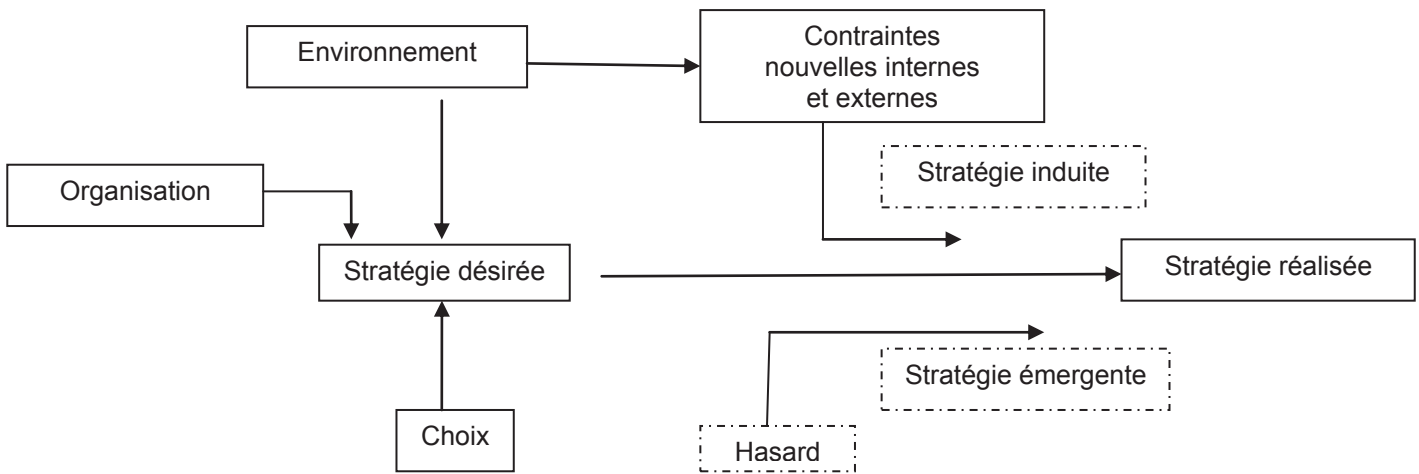 Environnement
Contraintes
nouvelles internes
et externes
Organisation
Stratégie induite
Stratégie désirée
Stratégie réalisée
Stratégie émergente
Choix
Hasard